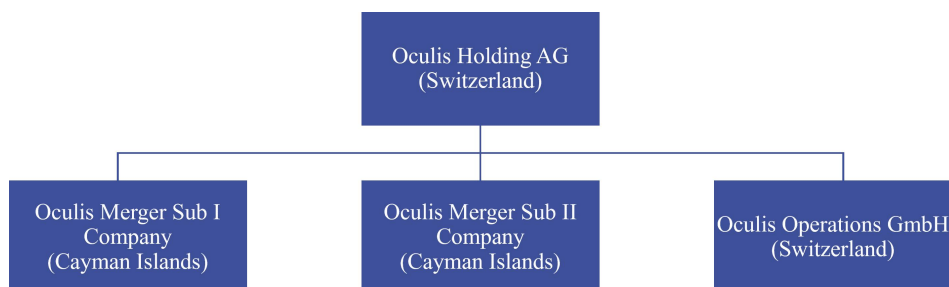 Oculis Holding AG
(Switzerland)
Oculis Merger Sub I
Company
(Cayman Islands)
Oculis Merger Sub II
Company
(Cayman Islands)
Oculis Operations GmbH
(Switzerland)